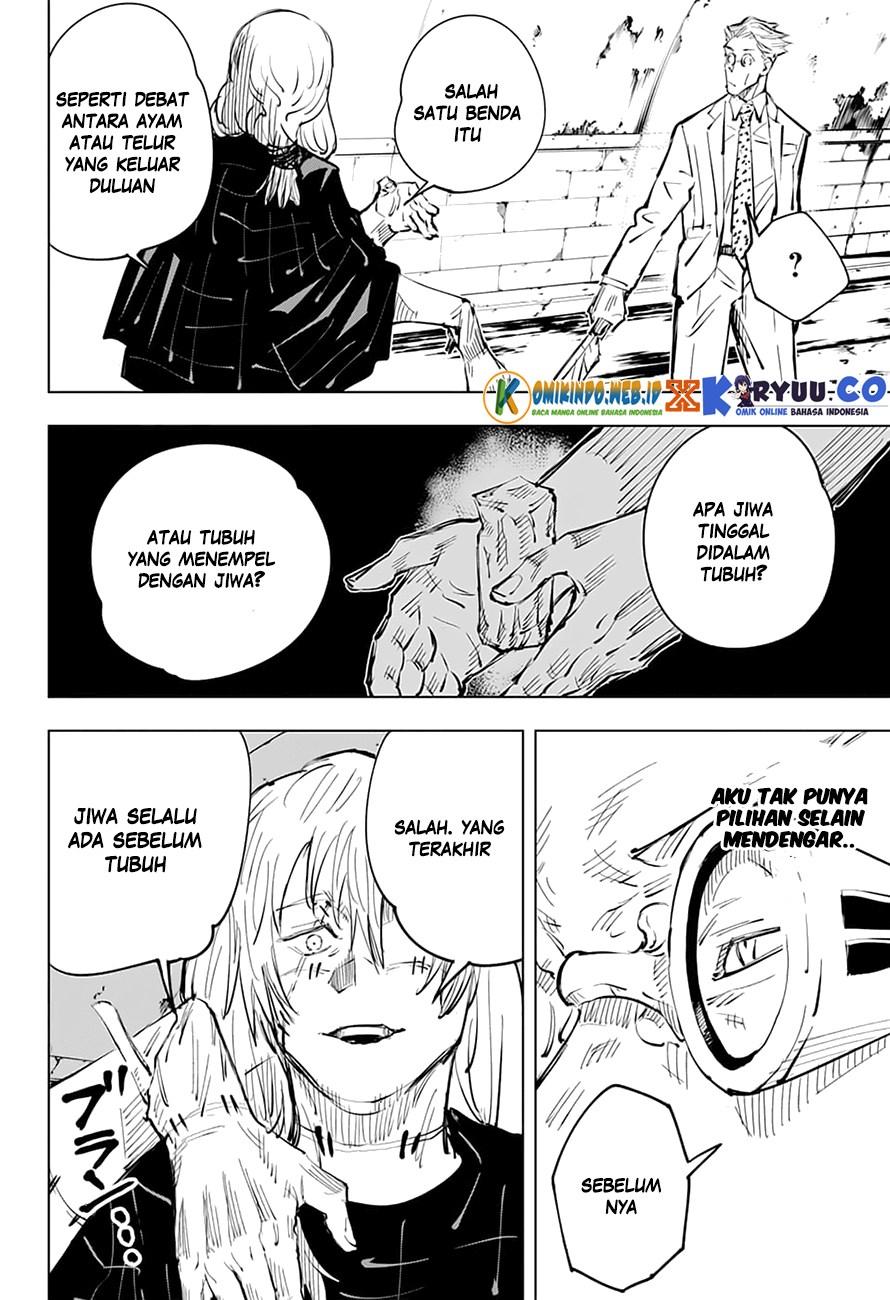 SALAH
SATU BENDA
ITU
SEPERTI DEBAT
ANTARA AYAM
ATAU TELUR
YANG KELUAR
DULUAN
?
KOMIKINDO.WEB.ID
BACA MANGA ONLINE BAHASA INDONESIA
X
KIRYUU.CO
OMIK ONLINE BAHASA INDONESIA
APA JIWA
TINGGAL
DIDALAM
TUBUH?
ATAU TUBUH
YANG MENEMPEL
DENGAN JIWA?
AKU TAK PUNYA
PILIHAN SELAIN
MENDENGAR..
SEBELUM
NYA
SALAH. YANG
TERAKHIR
JIWA SELALU
ADA SEBELUM
TUBUH
ブラン